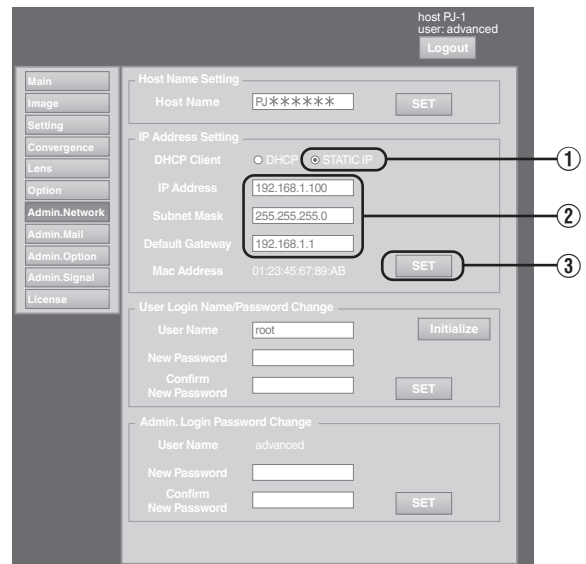 host PJ-1
user: advanced
Logout
Main
Image
Setting
Convergence
Lens
Option
Admin.Network
Admin.Mail
Admin.Option
Admin.Signal
License
Host Name Setting
Host Name PJ****** SET
IP Address Setting
DHCP Client DHCP STATIC IP ①
IP Address 192.168.1.100
Subnet Mask 255.255.255.0 ②
Default Gateway 192.168.1.1
Mac Address 01:23:45:67:89:AB SET ③
User Login Name/Password Change
User Name root Initialize
New Password
Confirm
New Password SET
Admin. Login Password Change
User Name advanced
New Password
Confirm
New Password SET